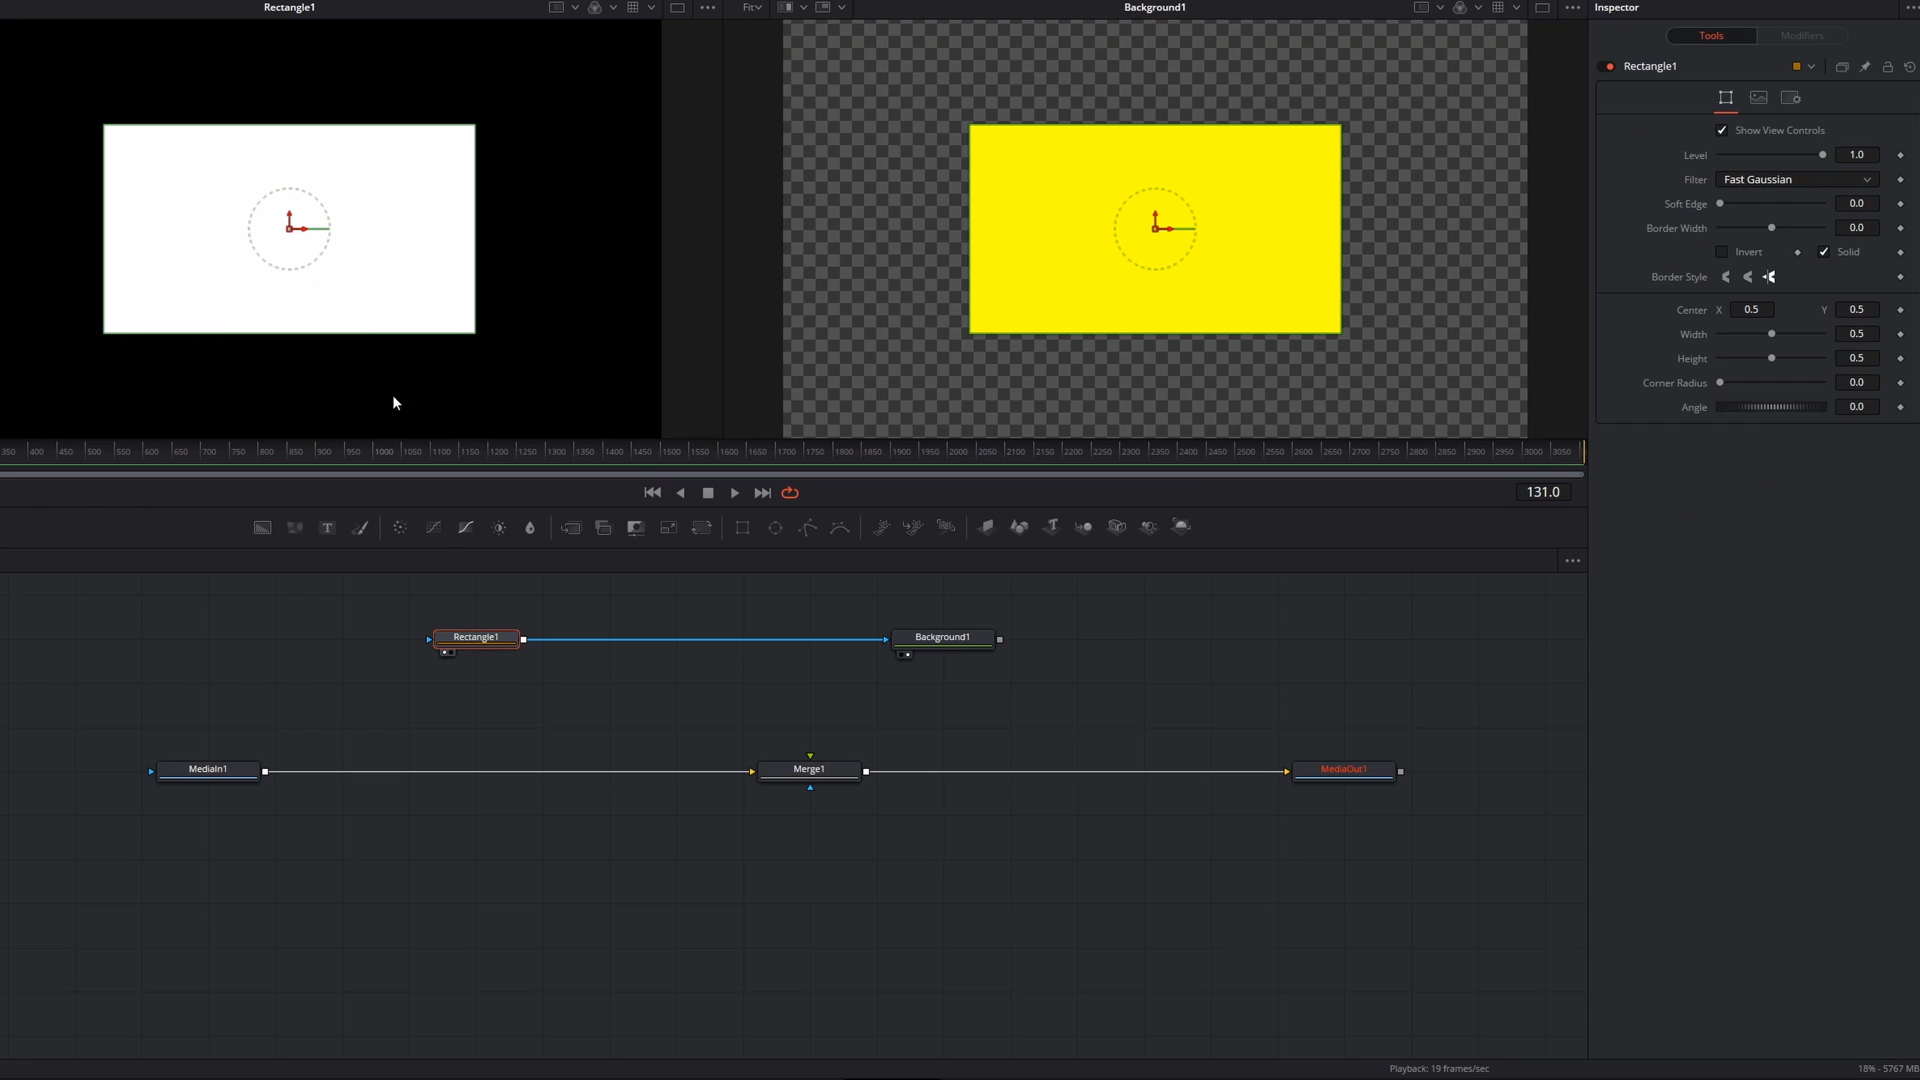 Rectangle1
Fit
Background1
Inspector
Tools
Modifiers
Rectangle1
Show View Controls
Level 1.0
Filter Fast Gaussian
Soft Edge 0.0
Border Width 0.0
Invert Solid
Border Style
Center X 0.5 Y 0.5
Width 0.5
Height 0.5
Corner Radius 0.0
Angle 0.0
350 400 450 500 550 600 650 700 750 800 850 900 950 1000 1050 1100 1150 1200 1250 1300 1350 1400 1450 1500 1550 1600 1650 1700 1750 1800 1850 1900 1950 2000 2050 2100 2150 2200 2250 2300 2350 2400 2450 2500 2550 2600 2650 2700 2750 2800 2850 2900 2950 3000 3050
131.0
T
Rectangle1
Background1
MediaIn1
Merge1
MediaOut1
Playback: 19 frames/sec
18% - 5767 MB